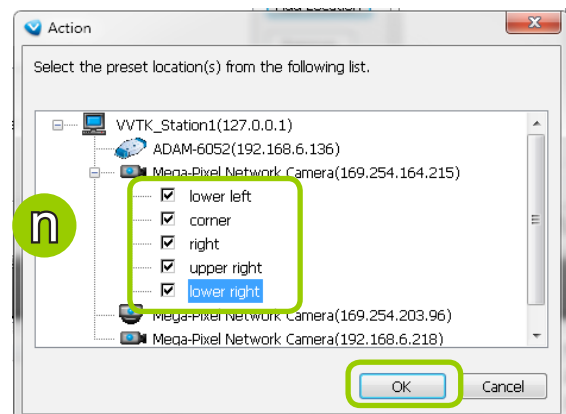 Add Location
Action
Select the preset location(s) from the following list.
VVTK_Station1(127.0.0.1)
ADAM-6052(192.168.6.136)
Mega-Pixel Network Camera(169.254.164.215)
lower left
n
corner
right
upper right
lower right
Mega-Pixel Network Camera(169.254.203.96)
Mega-Pixel Network Camera(192.168.6.218)
OK Cancel